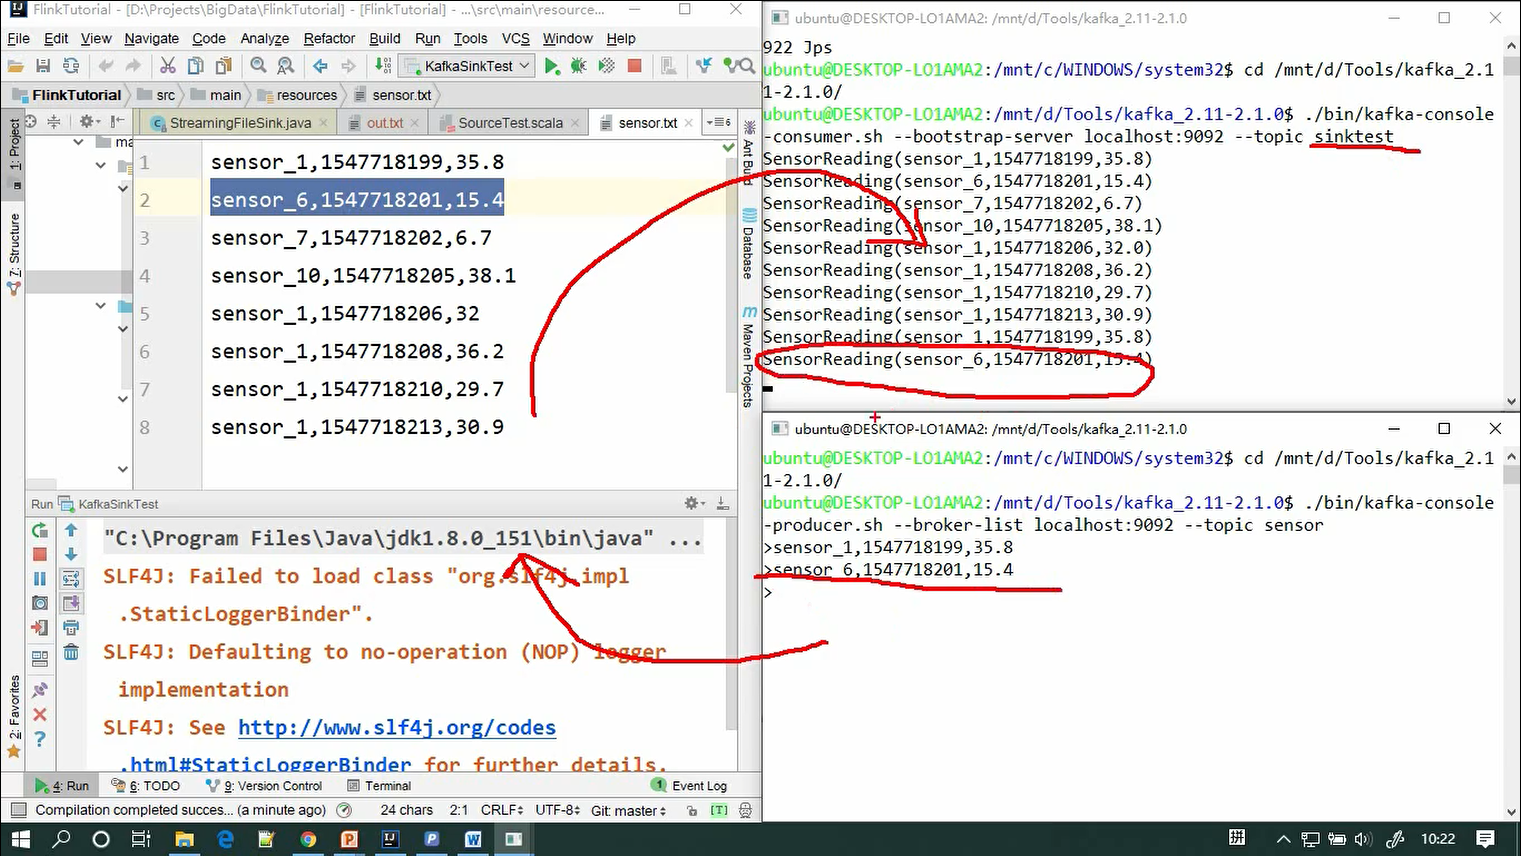 FlinkTutorial - [D:\Projects\BigData\FlinkTutorial] - [FlinkTutorial] - ...\src\main\resource...
File Edit View Navigate Code Analyze Refactor Build Run Tools VCS Window Help
KafkaSinkTest
FlinkTutorial src main resources sensor.txt
StreamingFileSink.java out.txt SourceTest.scala sensor.txt
1: Project
7: Structure
2: Favorites
ma
1 sensor_1,1547718199,35.8
2 sensor_6,1547718201,15.4
3 sensor_7,1547718202,6.7
4 sensor_10,1547718205,38.1
5 sensor_1,1547718206,32
6 sensor_1,1547718208,36.2
7 sensor_1,1547718210,29.7
8 sensor_1,1547718213,30.9
Ant Build
Database
Maven Projects
Run KafkaSinkTest
"C:\Program Files\Java\jdk1.8.0_151\bin\java" ...
SLF4J: Failed to load class "org.slf4j.impl
.StaticLoggerBinder".
SLF4J: Defaulting to no-operation (NOP) logger
implementation
SLF4J: See http://www.slf4j.org/codes
.html#StaticLoggerBinder for further details.
4: Run 6: TODO 9: Version Control Terminal 1 Event Log
Compilation completed succes... (a minute ago) 24 chars 2:1 CRLF UTF-8 Git: master [T]
ubuntu@DESKTOP-LO1AMA2: /mnt/d/Tools/kafka_2.11-2.1.0
922 Jps
ubuntu@DESKTOP-LO1AMA2:/mnt/c/WINDOWS/system32$ cd /mnt/d/Tools/kafka_2.1
1-2.1.0/
ubuntu@DESKTOP-LO1AMA2:/mnt/d/Tools/kafka_2.11-2.1.0$ ./bin/kafka-console
-consumer.sh --bootstrap-server localhost:9092 --topic sinktest
SensorReading(sensor_1,1547718199,35.8)
SensorReading(sensor_6,1547718201,15.4)
SensorReading(sensor_7,1547718202,6.7)
SensorReading(sensor_10,1547718205,38.1)
SensorReading(sensor_1,1547718206,32.0)
SensorReading(sensor_1,1547718208,36.2)
SensorReading(sensor_1,1547718210,29.7)
SensorReading(sensor_1,1547718213,30.9)
SensorReading(sensor_1,1547718199,35.8)
SensorReading(sensor_6,1547718201,15.4)
ubuntu@DESKTOP-LO1AMA2: /mnt/d/Tools/kafka_2.11-2.1.0
ubuntu@DESKTOP-LO1AMA2:/mnt/c/WINDOWS/system32$ cd /mnt/d/Tools/kafka_2.1
1-2.1.0/
ubuntu@DESKTOP-LO1AMA2:/mnt/d/Tools/kafka_2.11-2.1.0$ ./bin/kafka-console
-producer.sh --broker-list localhost:9092 --topic sensor
>sensor_1,1547718199,35.8
>sensor_6,1547718201,15.4
>
10:22